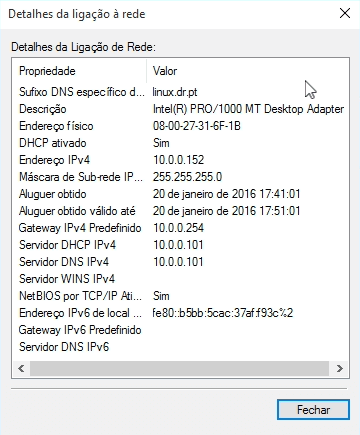 Detalhes da ligação à rede
Detalhes da Ligação de Rede:
Propriedade Valor
Sufixo DNS específico d... linux.dr.pt
Descrição Intel(R) PRO/1000 MT Desktop Adapter
Endereço físico 08-00-27-31-6F-1B
DHCP ativado Sim
Endereço IPv4 10.0.0.152
Máscara de Sub-rede IP... 255.255.255.0
Aluguer obtido 20 de janeiro de 2016 17:41:01
Aluguer obtido válido até 20 de janeiro de 2016 17:51:01
Gateway IPv4 Predefinido 10.0.0.254
Servidor DHCP IPv4 10.0.0.101
Servidor DNS IPv4 10.0.0.101
Servidor WINS IPv4
NetBIOS por TCP/IP Ati... Sim
Endereço IPv6 de local ... fe80::b5bb:5cac:37af:f93c%2
Gateway IPv6 Predefinido
Servidor DNS IPv6
Fechar